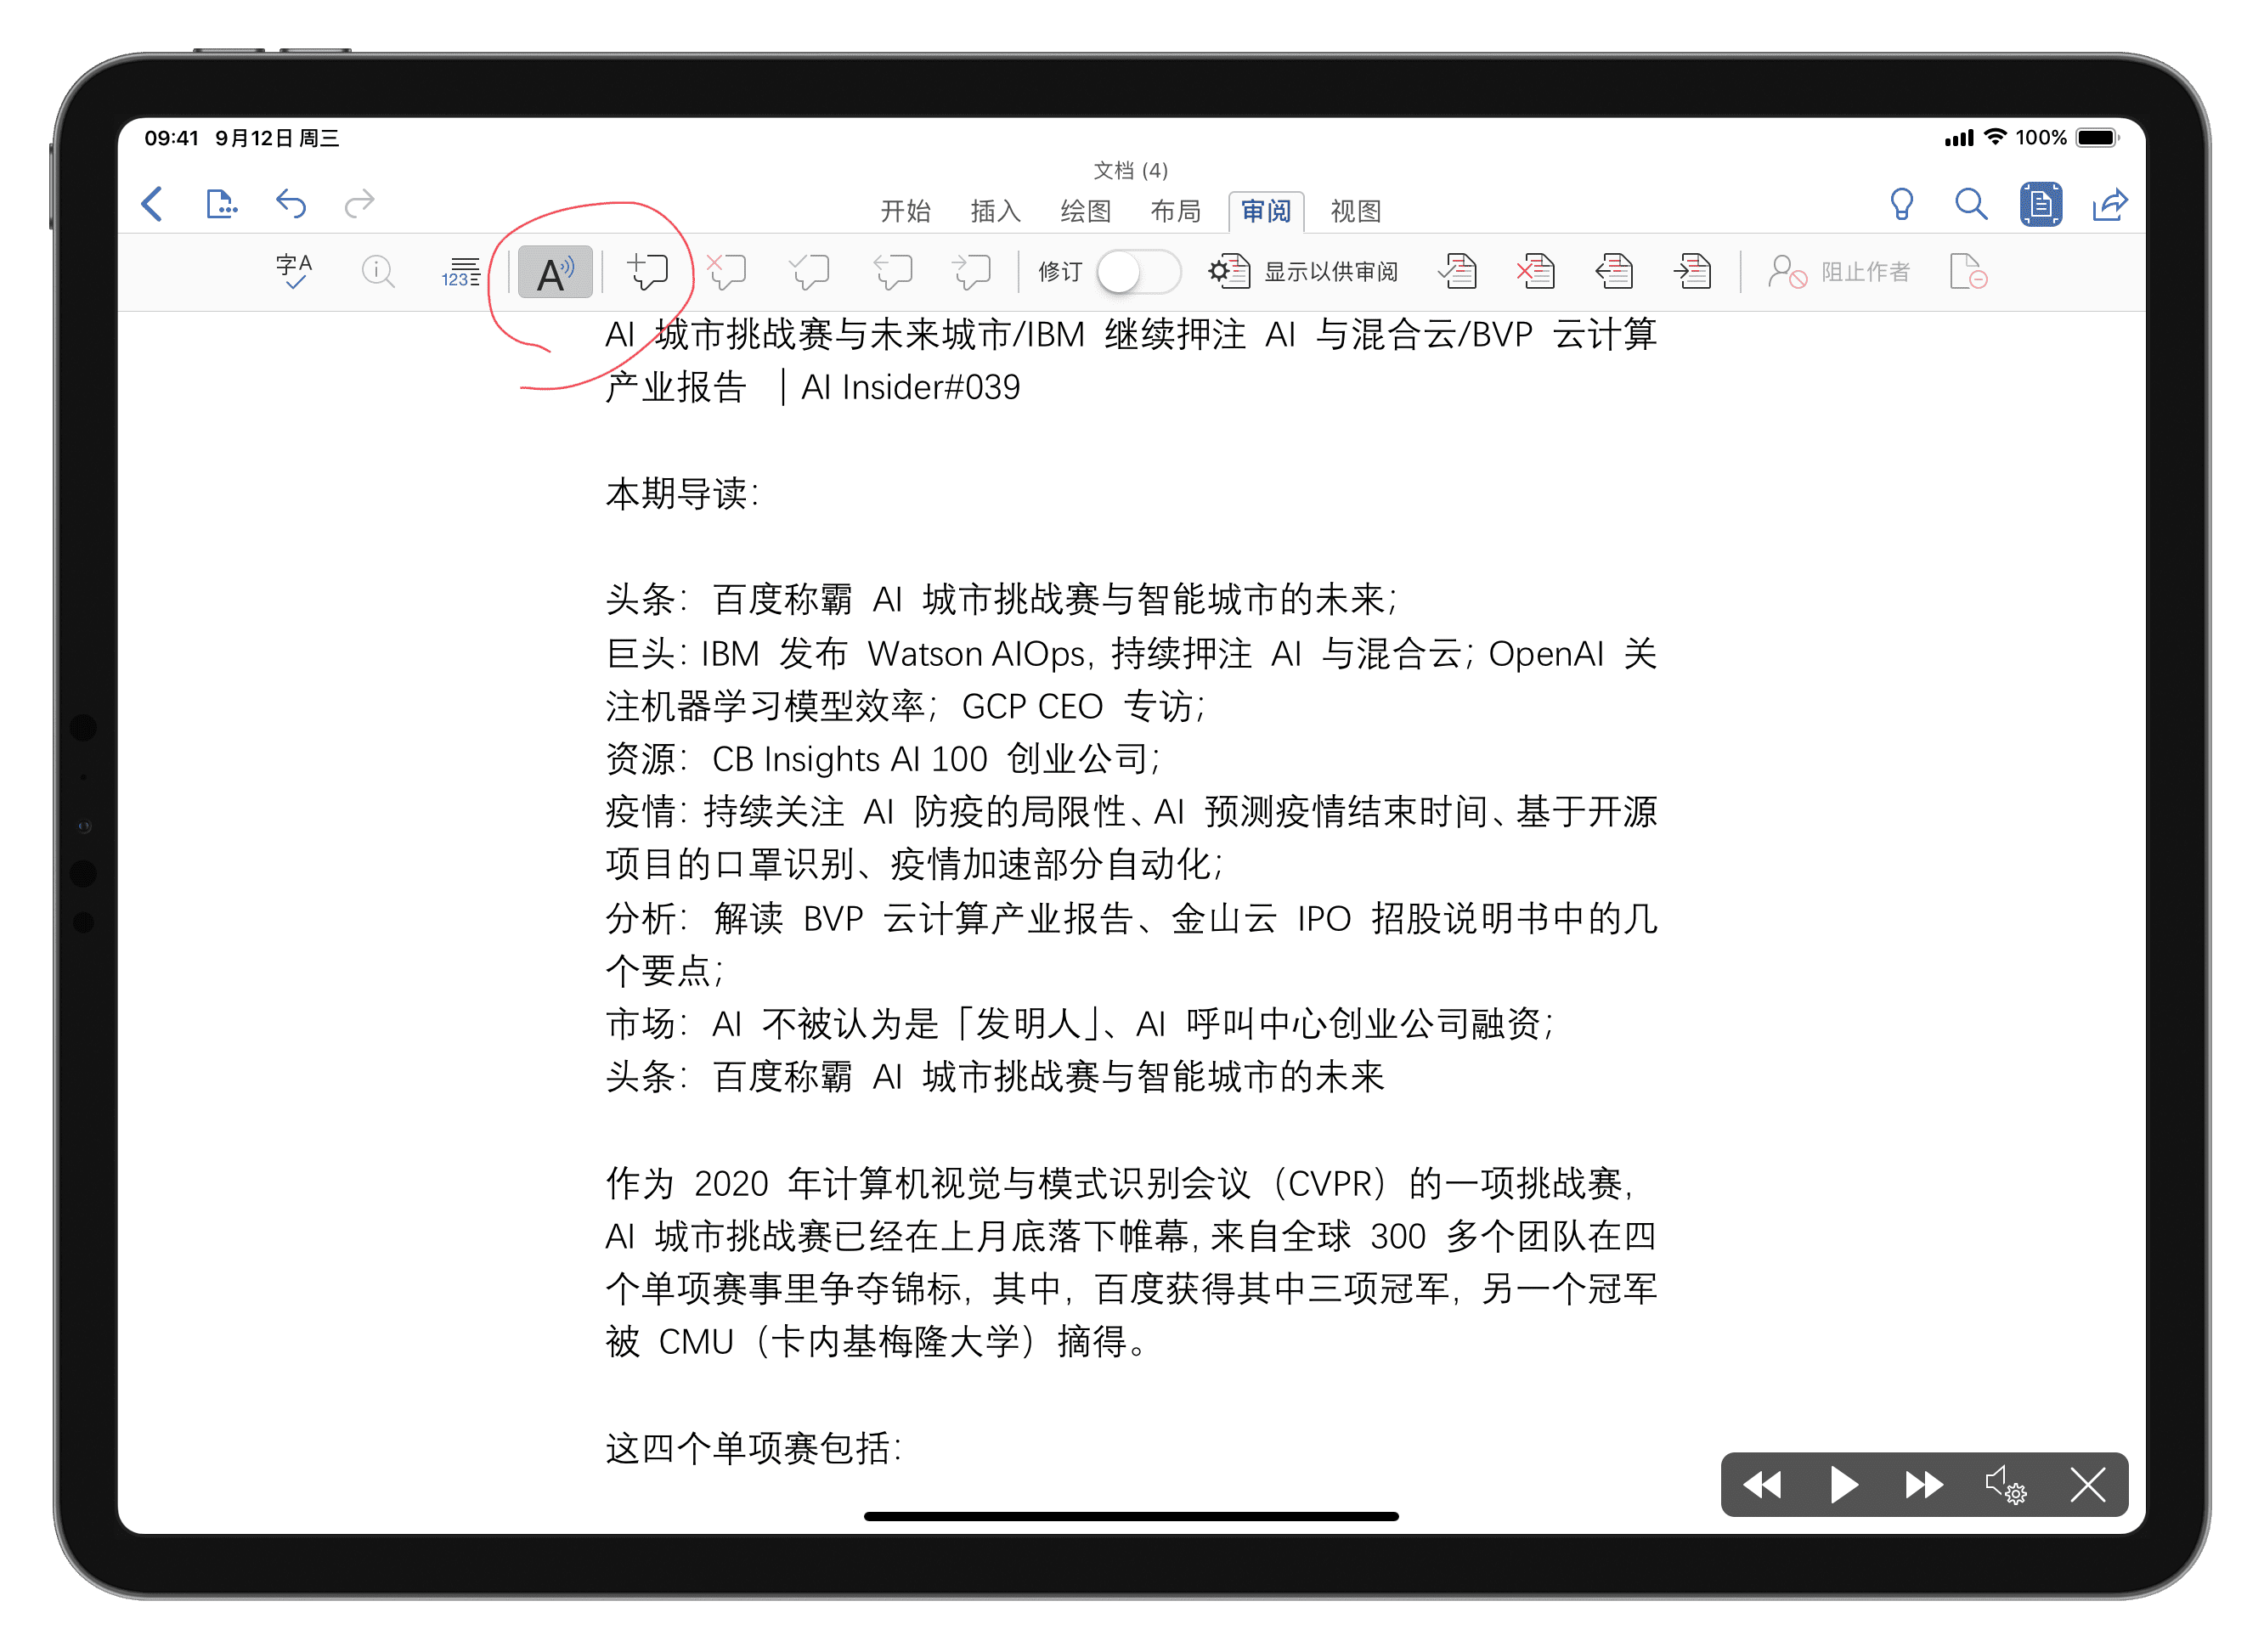 09:41 9月12日 周三
100%
文档 (4)
开始 插入 绘图 布局 审阅 视图
字A
123
A
修订
显示以供审阅
阻止作者
AI 城市挑战赛与未来城市/IBM 继续押注 AI 与混合云/BVP 云计算
产业报告 ｜AI Insider#039
本期导读：
头条：百度称霸 AI 城市挑战赛与智能城市的未来；
巨头：IBM 发布 Watson AIOps，持续押注 AI 与混合云；OpenAI 关
注机器学习模型效率；GCP CEO 专访；
资源：CB Insights AI 100 创业公司；
疫情：持续关注 AI 防疫的局限性、AI 预测疫情结束时间、基于开源
项目的口罩识别、疫情加速部分自动化；
分析：解读 BVP 云计算产业报告、金山云 IPO 招股说明书中的几
个要点；
市场：AI 不被认为是「发明人」、AI 呼叫中心创业公司融资；
头条：百度称霸 AI 城市挑战赛与智能城市的未来
作为 2020 年计算机视觉与模式识别会议（CVPR）的一项挑战赛，
AI 城市挑战赛已经在上月底落下帷幕，来自全球 300 多个团队在四
个单项赛事里争夺锦标，其中，百度获得其中三项冠军，另一个冠军
被 CMU（卡内基梅隆大学）摘得。
这四个单项赛包括：